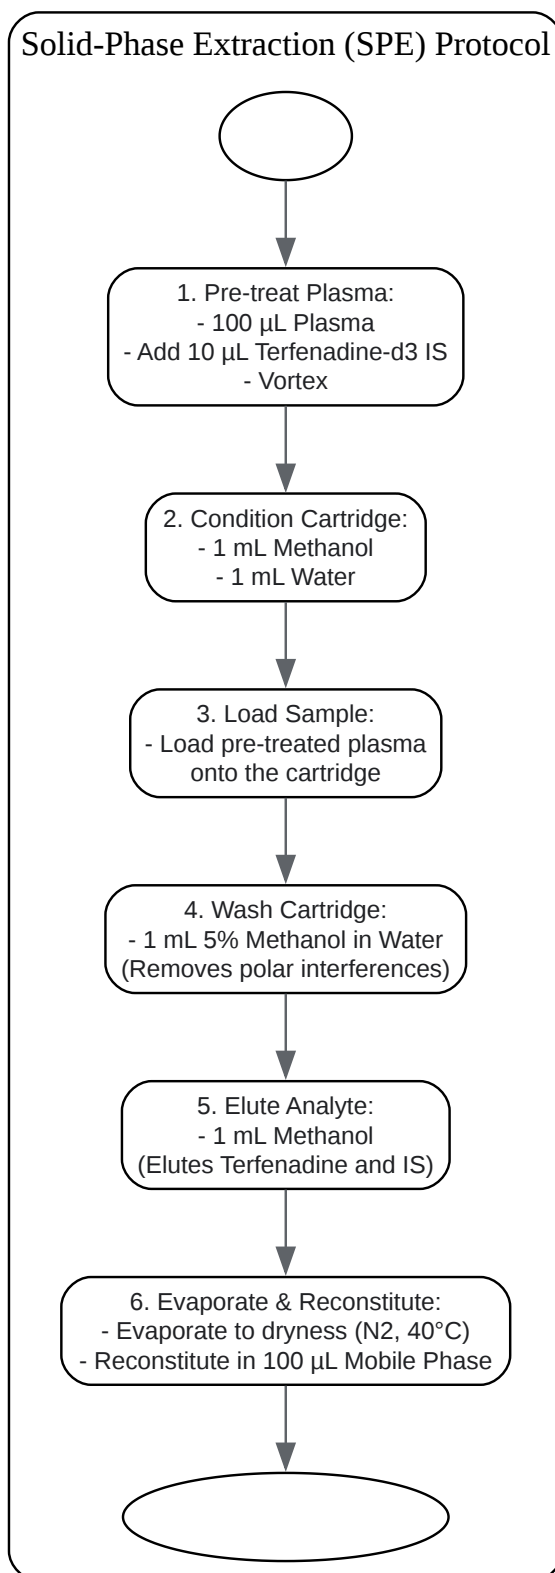 Solid-Phase Extraction (SPE) Protocol
1. Pre-treat Plasma:
- 100 µL Plasma
- Add 10 µL Terfenadine-d3 IS
- Vortex
2. Condition Cartridge:
- 1 mL Methanol
- 1 mL Water
3. Load Sample:
- Load pre-treated plasma
onto the cartridge
4. Wash Cartridge:
- 1 mL 5% Methanol in Water
(Removes polar interferences)
5. Elute Analyte:
- 1 mL Methanol
(Elutes Terfenadine and IS)
6. Evaporate & Reconstitute:
- Evaporate to dryness (N2, 40°C)
- Reconstitute in 100 µL Mobile Phase